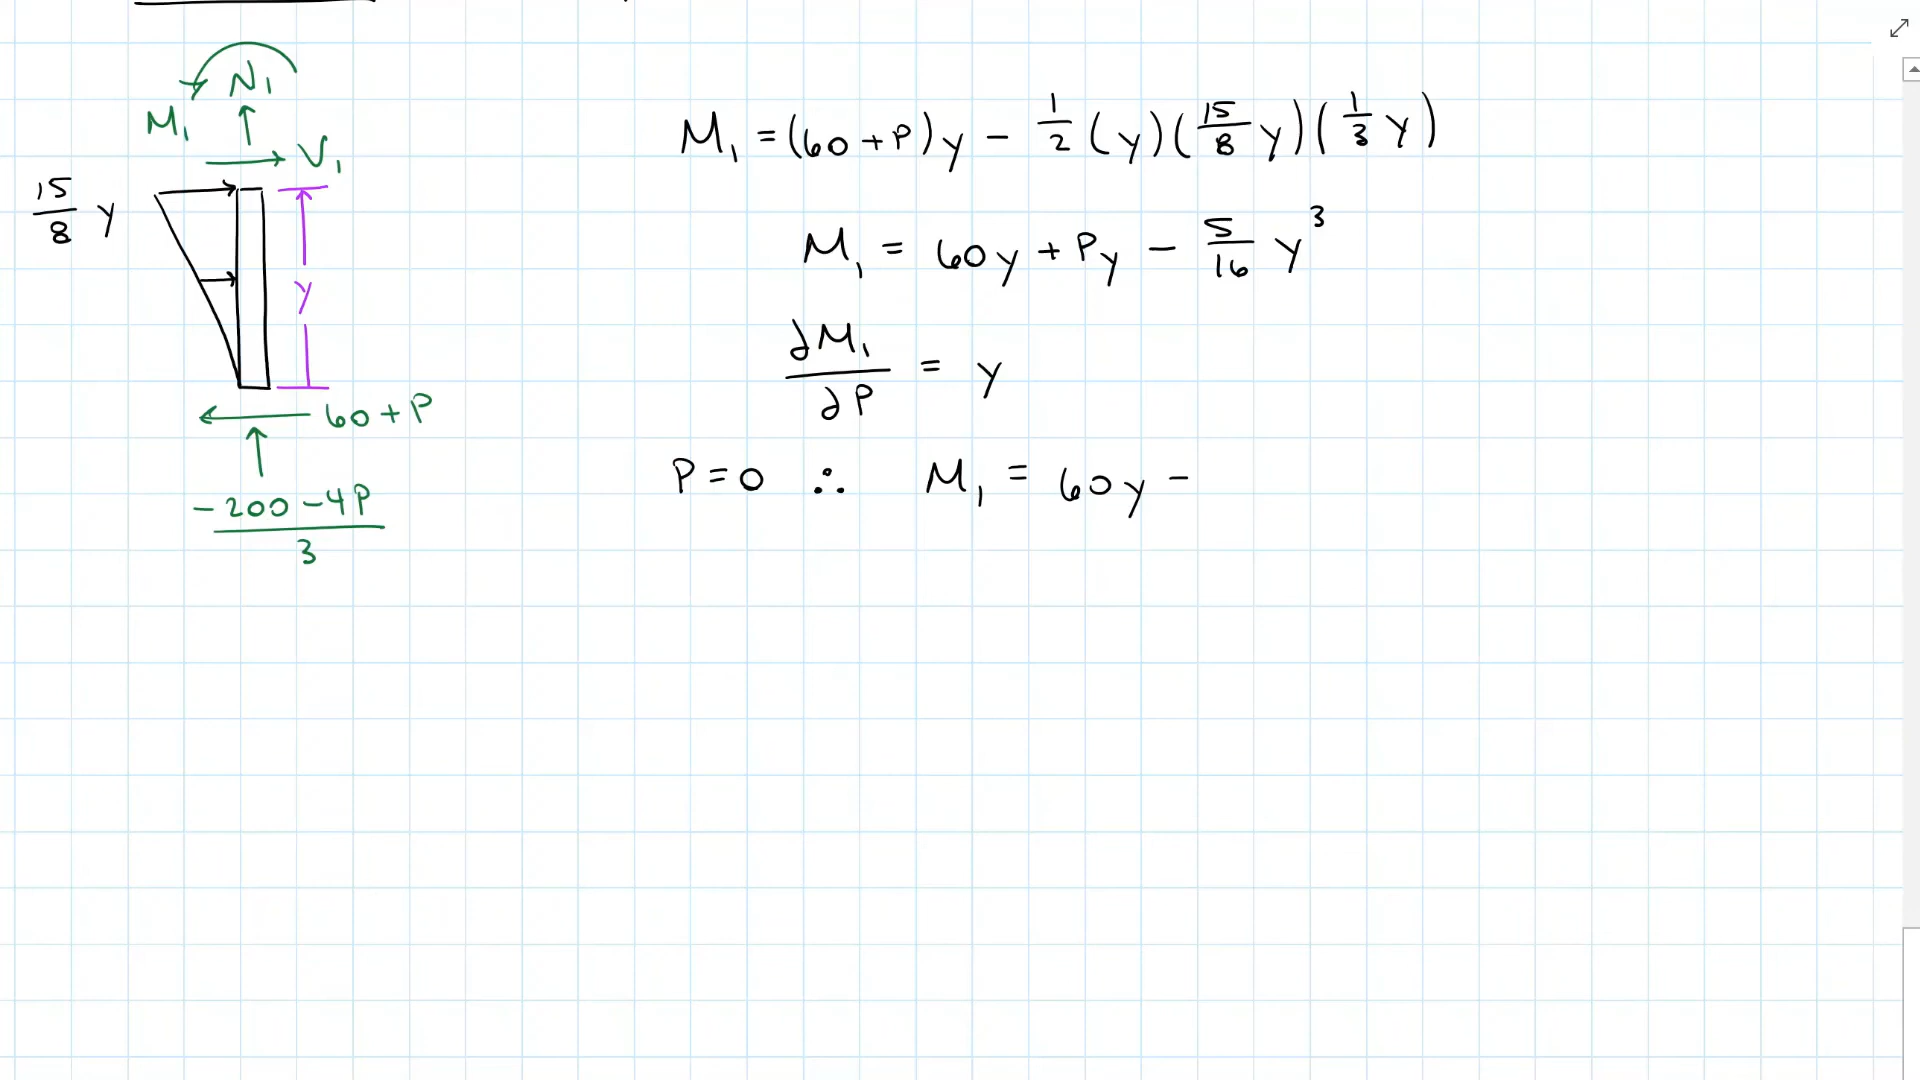 M₁ N₁
V₁
15/8 y
y
60 + P
(-200 - 4P)/3
M₁ = (60 + P)y - 1/2 (y)(15/8 y)(1/3 y)
M₁ = 60y + Py - 5/16 y³
∂M₁/∂P = y
P = 0 ∴ M₁ = 60y -